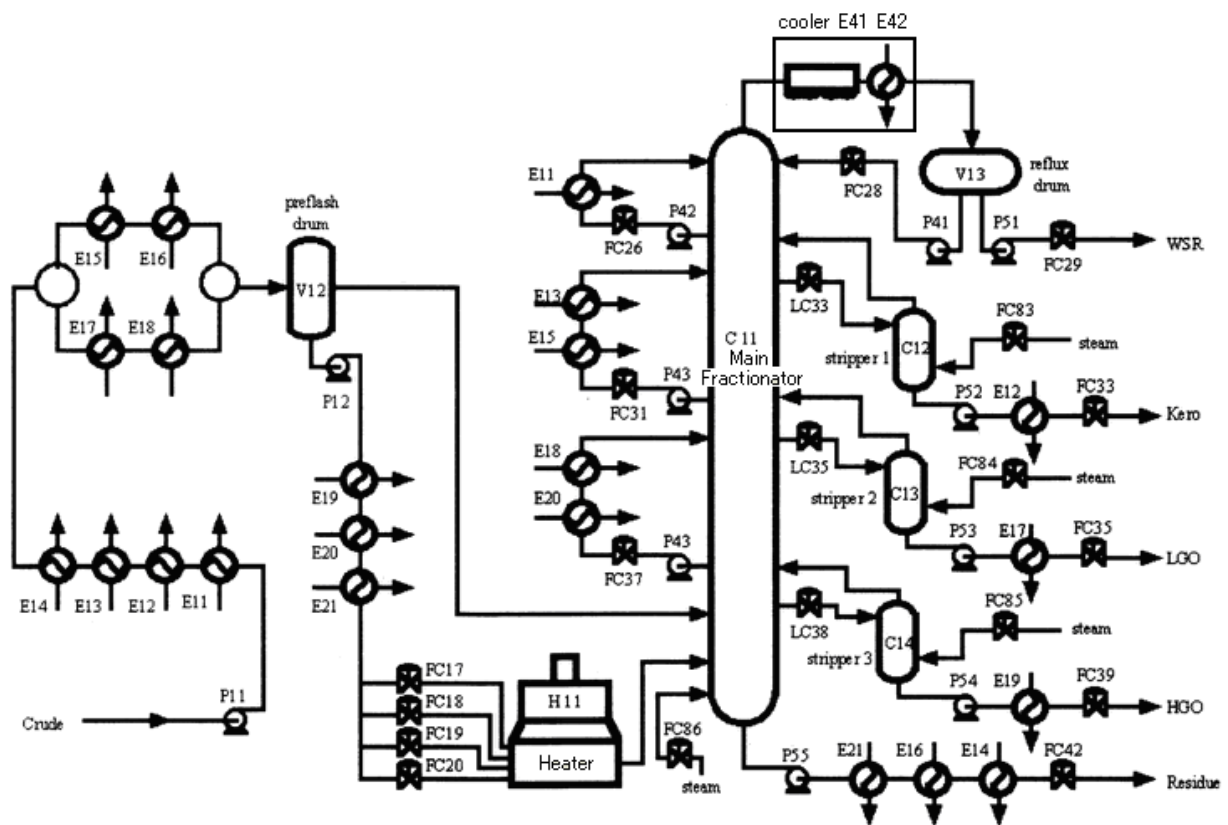 cooler E41 E42
E11
FC26
P42
FC28
V13
reflux
drum
P41
P51
FC29
WSR
E15
E16
E17
E18
preflash
drum
V12
P12
E13
E15
FC31
P43
C 11
Main
Fractionator
LC33
stripper 1
C12
FC83
steam
P52
E12
FC33
Kero
E18
E20
FC37
P43
LC35
stripper 2
C13
FC84
steam
P53
E17
FC35
LGO
E19
E20
E21
E14
E13
E12
E11
LC38
stripper 3
C14
FC85
steam
P54
E19
FC39
HGO
Crude
P11
FC17
FC18
FC19
FC20
H 11
Heater
FC86
steam
P55
E21
E16
E14
FC42
Residue